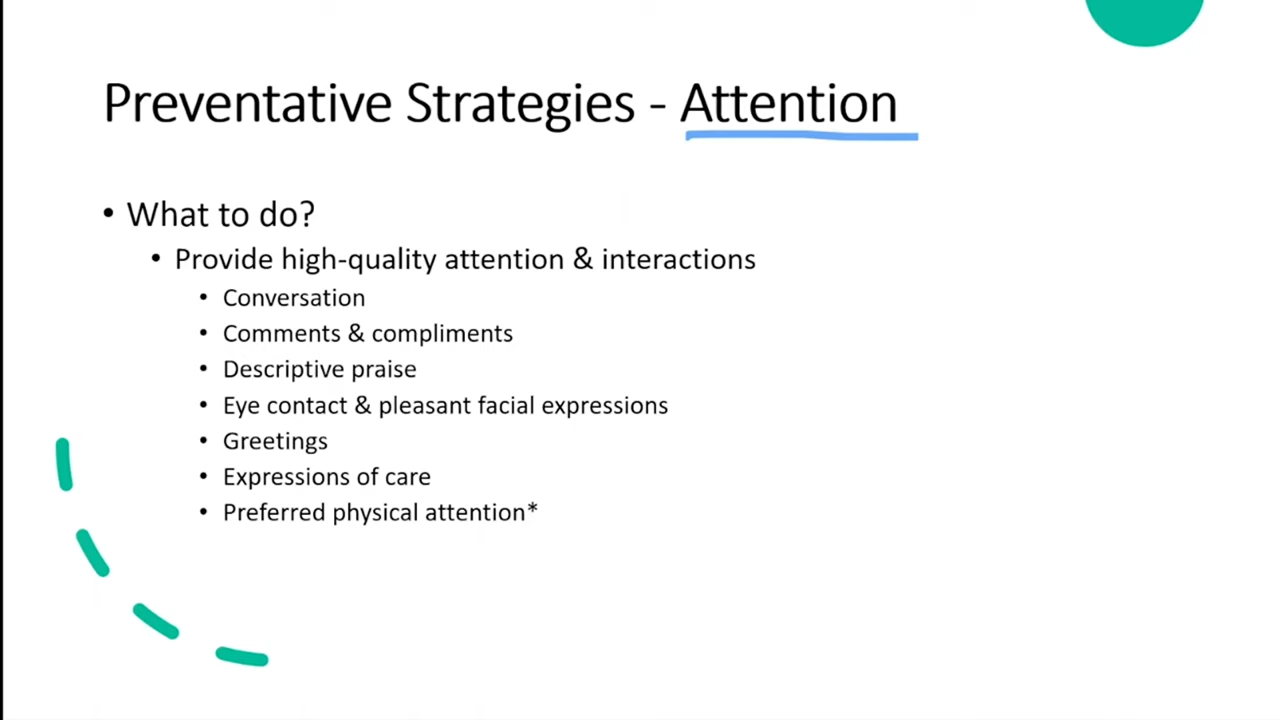 Preventative Strategies - Attention
• What to do?
• Provide high-quality attention & interactions
• Conversation
• Comments & compliments
• Descriptive praise
• Eye contact & pleasant facial expressions
• Greetings
• Expressions of care
• Preferred physical attention*